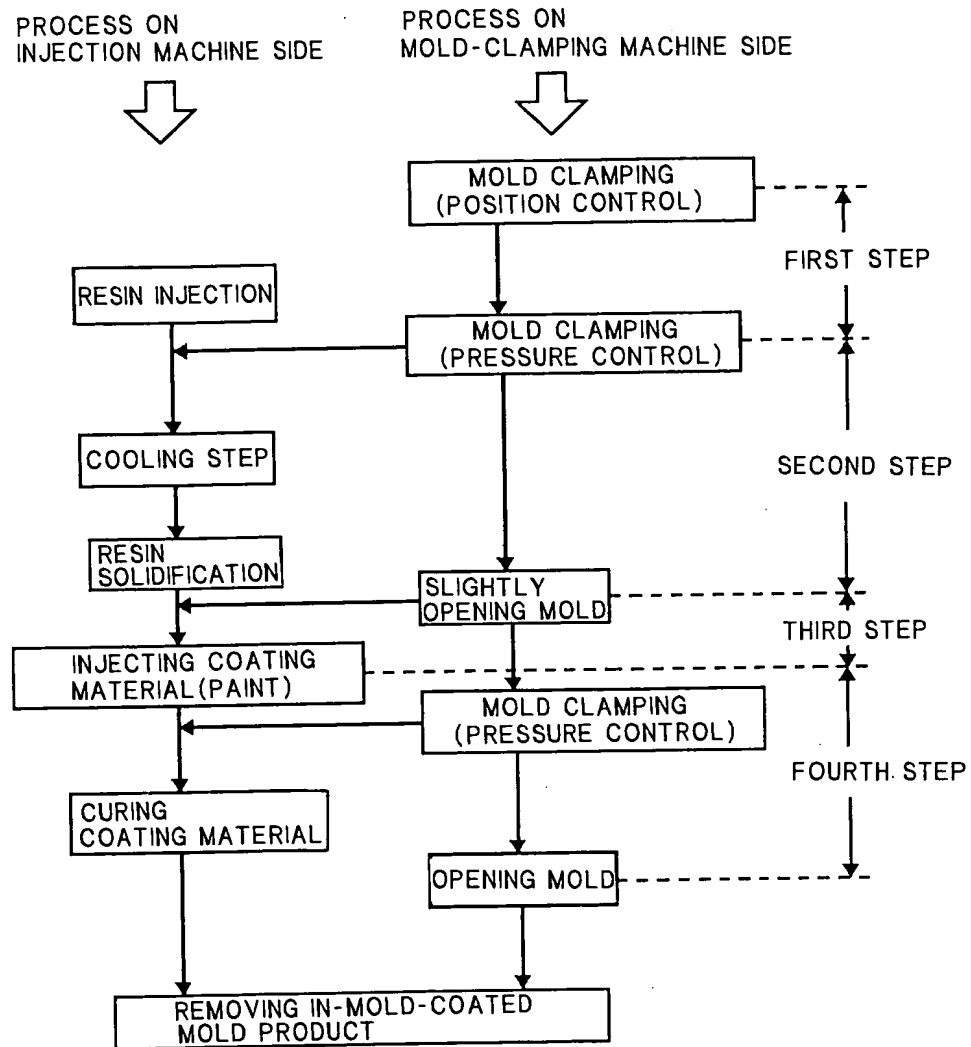 PROCESS ON
INJECTION MACHINE SIDE
PROCESS ON
MOLD-CLAMPING MACHINE SIDE
MOLD CLAMPING
(POSITION CONTROL)
FIRST STEP
RESIN INJECTION
MOLD CLAMPING
(PRESSURE CONTROL)
SECOND STEP
COOLING STEP
RESIN
SOLIDIFICATION
SLIGHTLY
OPENING MOLD
THIRD STEP
INJECTING COATING
MATERIAL(PAINT)
MOLD CLAMPING
(PRESSURE CONTROL)
FOURTH STEP
CURING
COATING MATERIAL
OPENING MOLD
REMOVING IN-MOLD-COATED
MOLD PRODUCT